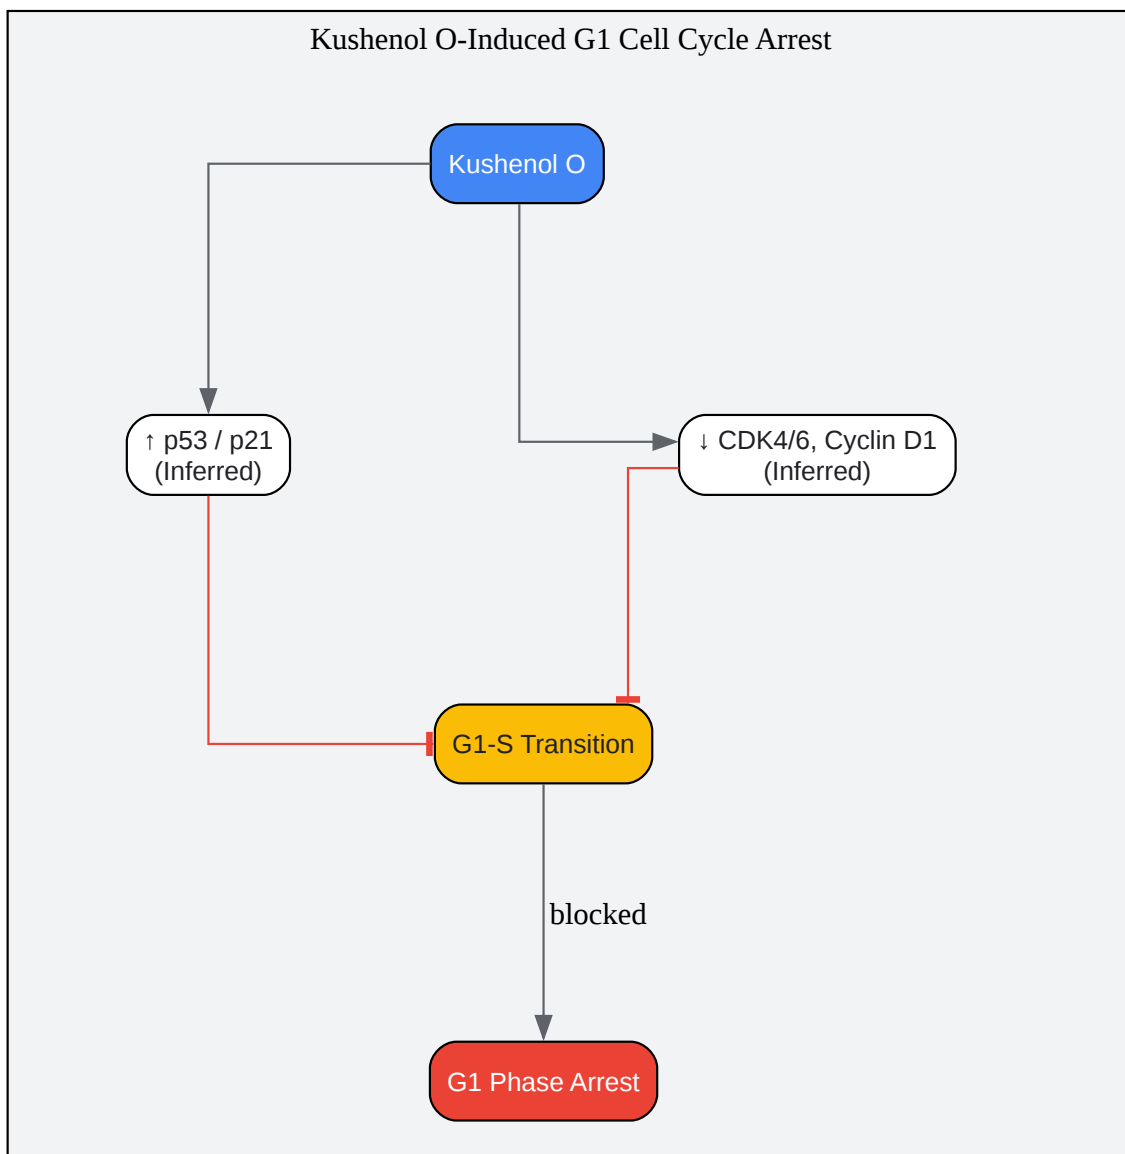 Kushenol O-Induced G1 Cell Cycle Arrest
Kushenol O
↑ p53 / p21
(Inferred)
↓ CDK4/6, Cyclin D1
(Inferred)
G1-S Transition
blocked
G1 Phase Arrest